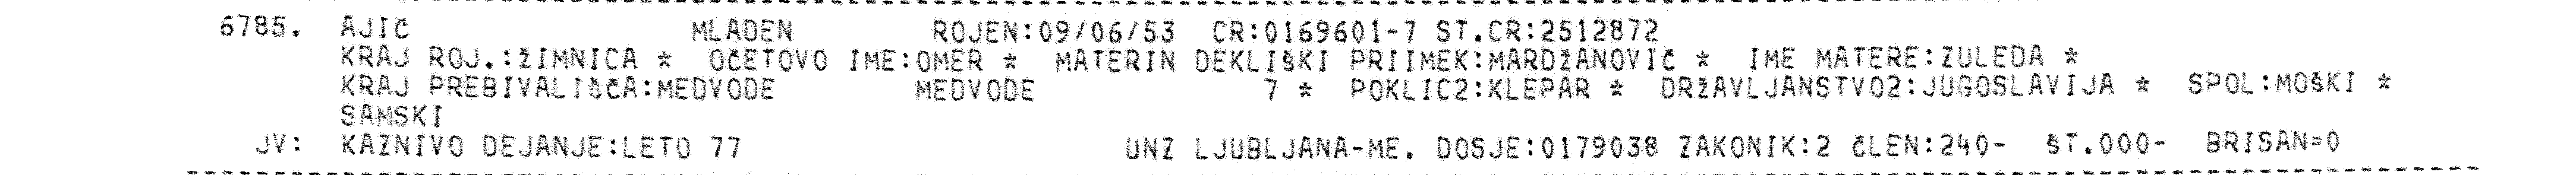 6785. AJIČ MLADEN ROJEN:09/06/53 CR:0169601-7 ST.CR:2512872
KRAJ ROJ.:ŽIMNICA * OČETOVO IME:OMER * MATERIN DEKLIŠKI PRIIMEK:MARDŽANOVIČ * IME MATERE:ZULEDA *
KRAJ PREBIVALIŠČA:MEDVODE MEDVODE 7 * POKLIC2:KLEPAR * DRŽAVLJANSTVO2:JUGOSLAVIJA * SPOL:MOŠKI *
SAMSKI
JV: KAZNIVO DEJANJE:LETO 77 UNZ LJUBLJANA-ME. DOSJE:0179038 ZAKONIK:2 ČLEN:240- ŠT.000- BRISAN=0